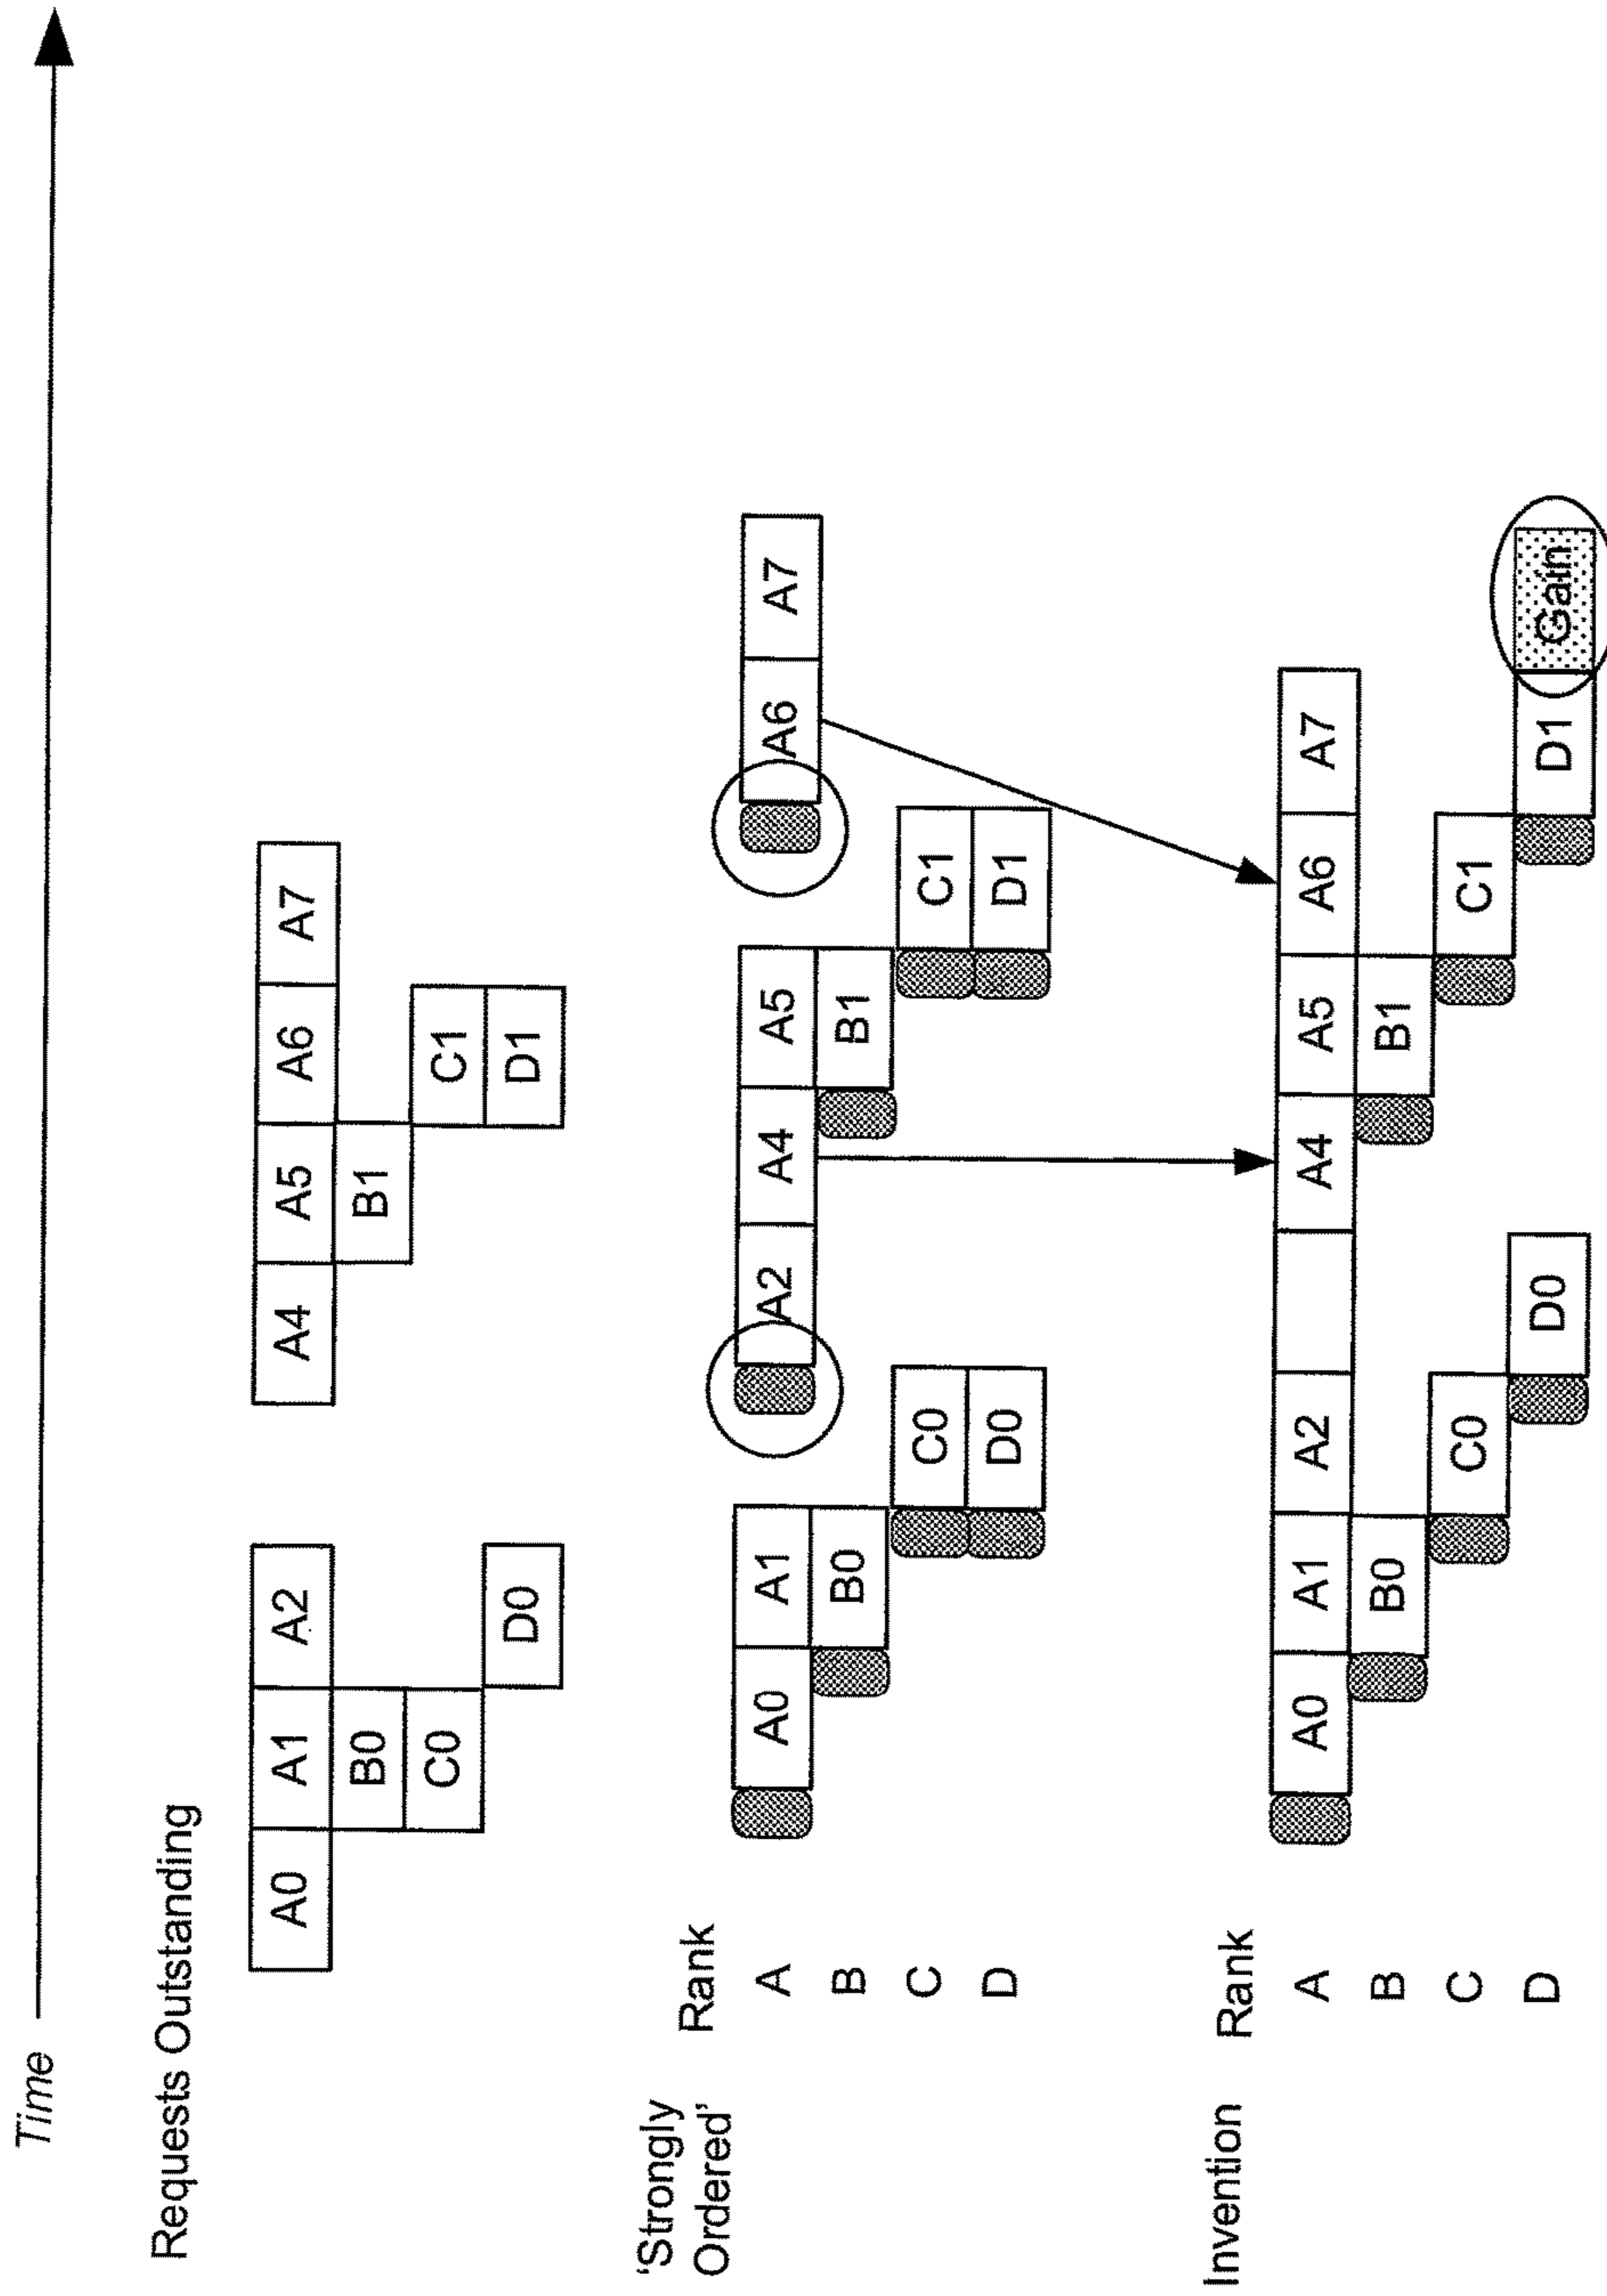 Time
Requests Outstanding
A0 A1 A2 A4 A5 A6 A7
B0 B1
C0 C1
D0 D1
'Strongly
Ordered'
Rank
A A0 A1 A2 A4 A5 A6 A7
B B0 B1
C C0 C1
D D0 D1
Invention Rank
A A0 A1 A2 A4 A5 A6 A7
B B0 B1
C C0 C1
D D0 D1 Gain